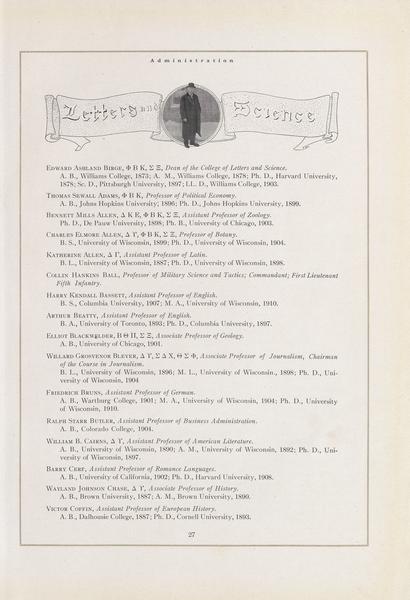 Administration
Letters and Science
EDWARD ASHLAND BIRGE, Φ Β Κ, Σ Ξ, Dean of the College of Letters and Science.
A. B., Williams College, 1873; A. M., Williams College, 1878; Ph. D., Harvard University,
1878; Sc. D., Pittsburgh University, 1897; LL. D., Williams College, 1903.
THOMAS SEWALL ADAMS, Φ Β Κ, Professor of Political Economy.
A. B., Johns Hopkins University; 1896; Ph. D., Johns Hopkins University, 1899.
BENNETT MILLS ALLEN, Δ Κ Ε, Φ Β Κ, Σ Ξ, Assistant Professor of Zoology.
Ph. D., De Pauw University, 1898; Ph. B., University of Chicago, 1903.
CHARLES ELMORE ALLEN, Δ Υ, Φ Β Κ, Σ Ξ, Professor of Botany.
B. S., University of Wisconsin, 1899; Ph. D., University of Wisconsin, 1904.
KATHERINE ALLEN, Δ Γ, Assistant Professor of Latin.
B. L., University of Wisconsin, 1887; Ph. D., University of Wisconsin, 1898.
COLLIN HANKINS BALL, Professor of Military Science and Tactics; Commandant; First Lieutenant
Fifth Infantry.
HARRY KENDALL BASSETT, Assistant Professor of English.
B. S., Columbia University, 1907; M. A., University of Wisconsin, 1910.
ARTHUR BEATTY, Assistant Professor of English.
B. A., University of Toronto, 1893; Ph. D., Columbia University, 1897.
ELLIOT BLACKWELDER, Β Θ Π, Σ Ξ, Associate Professor of Geology.
A. B., University of Chicago, 1901.
WILLARD GROSVENOR BLEYER, Δ Υ, Σ Δ Χ, Θ Σ Φ, Associate Professor of Journalism, Chairman
of the Course in Journalism.
B. L., University of Wisconsin, 1896; M. L., University of Wisconsin., 1898; Ph. D., Uni-
versity of Wisconsin, 1904
FRIEDRICH BRUNS, Assistant Professor of German.
A. B., Wartburg College, 1901; M. A., University of Wisconsin, 1904; Ph. D., University
of Wisconsin, 1910.
RALPH STARR BUTLER, Assistant Professor of Business Administration.
A. B., Colorado College, 1904.
WILLIAM B. CAIRNS, Δ Υ, Assistant Professor of American Literature.
A. B., University of Wisconsin, 1890; A. M., University of Wisconsin, 1892; Ph. D., Uni-
versity of Wisconsin, 1897.
BARRY CERF, Assistant Professor of Romance Languages.
A. B., University of California, 1902; Ph. D., Harvard University, 1908.
WAYLAND JOHNSON CHASE, Δ Υ, Associate Professor of History.
A. B., Brown University, 1887; A. M., Brown University, 1890.
VICTOR COFFIN, Assistant Professor of European History.
A. B., Dalhousie College, 1887; Ph. D., Cornell University, 1893.
27